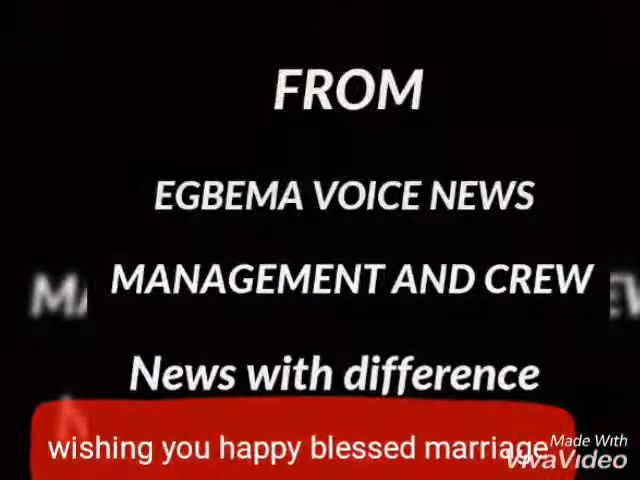 FROM
EGBEMA VOICE NEWS
MANAGEMENT AND CREW
News with difference
wishing you happy blessed marriage
Made With
VivaVideo